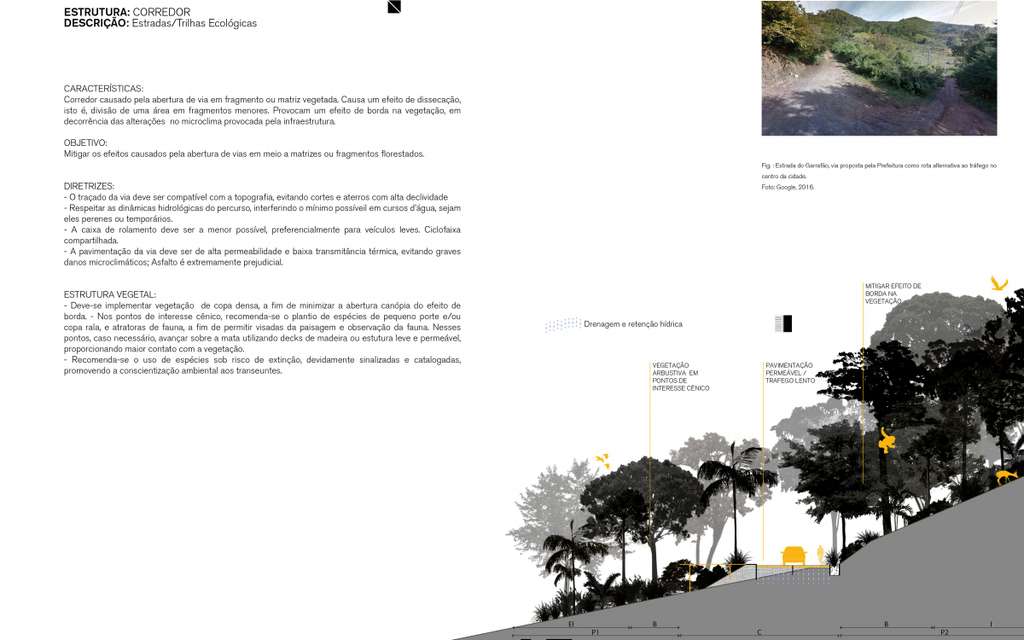 ESTRUTURA: CORREDOR
DESCRIÇÃO: Estradas/Trilhas Ecológicas
CARACTERÍSTICAS:
Corredor causado pela abertura de via em fragmento ou matriz vegetada. Causa um efeito de dissecação,
isto é, divisão de uma área em fragmentos menores. Provocam um efeito de borda na vegetação, em
decorrência das alterações no microclima provocada pela infraestrutura.
OBJETIVO:
Mitigar os efeitos causados pela abertura de vias em meio a matrizes ou fragmentos florestados.
DIRETRIZES:
- O traçado da via deve ser compatível com a topografia, evitando cortes e aterros com alta declividade
- Respeitar as dinâmicas hidrológicas do percurso, interferindo o mínimo possível em cursos d'água, sejam
eles perenes ou temporários.
- A caixa de rolamento deve ser a menor possível, preferencialmente para veículos leves. Ciclofaixa
compartilhada.
- A pavimentação da via deve ser de alta permeabilidade e baixa transmitância térmica, evitando graves
danos microclimáticos; Asfalto é extremamente prejudicial.
ESTRUTURA VEGETAL:
- Deve-se implementar vegetação de copa densa, a fim de minimizar a abertura canópia do efeito de
borda. - Nos pontos de interesse cênico, recomenda-se o plantio de espécies de pequeno porte e/ou
copa rala, e atratoras de fauna, a fim de permitir visadas da paisagem e observação da fauna. Nesses
pontos, caso necessário, avançar sobre a mata utilizando decks de madeira ou estutura leve e permeável,
proporcionando maior contato com a vegetação.
- Recomenda-se o uso de espécies sob risco de extinção, devidamente sinalizadas e catalogadas,
promovendo a conscientização ambiental aos transeuntes.
Fig. : Estrada do Garrafão, via proposta pela Prefeitura como rota alternativa ao tráfego no
centro da cidade.
Foto: Google, 2016.
MITIGAR EFEITO DE
BORDA NA
VEGETAÇÃO
Drenagem e retenção hídrica
VEGETAÇÃO
ARBUSTIVA EM
PONTOS DE
INTERESSE CÊNICO
PAVIMENTAÇÃO
PERMEÁVEL /
TRAFEGO LENTO
EI B B I
P1 C P2